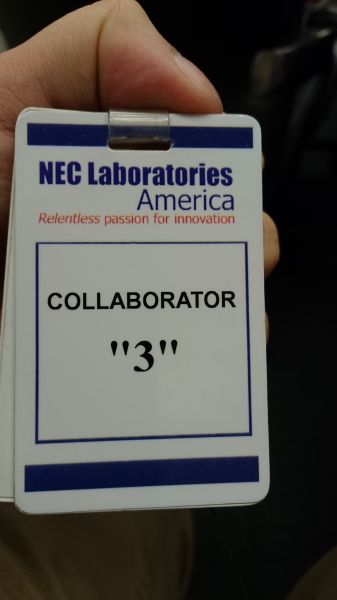 NEC Laboratories
America
Relentless passion for innovation
COLLABORATOR
"3"